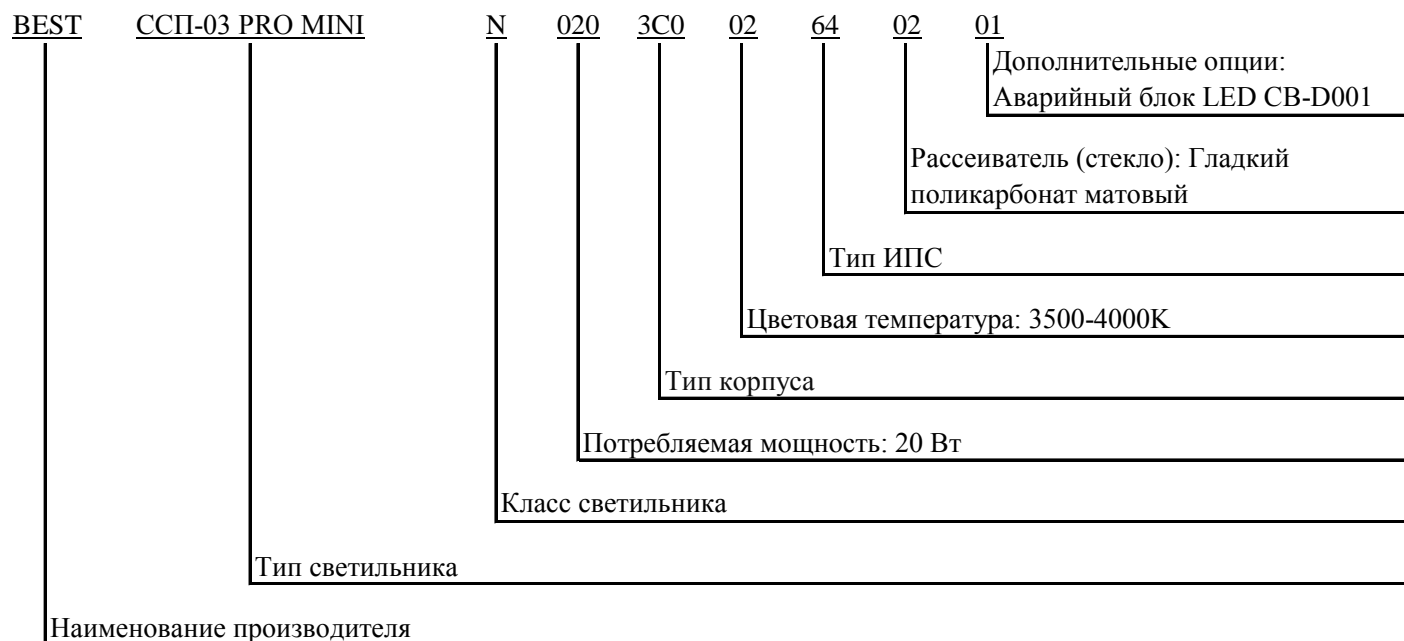 BEST ССП-03 PRO MINI N 020 3С0 02 64 02 01
Дополнительные опции:
Аварийный блок LED CB-D001
Рассеиватель (стекло): Гладкий
поликарбонат матовый
Тип ИПС
Цветовая температура: 3500-4000К
Тип корпуса
Потребляемая мощность: 20 Вт
Класс светильника
Тип светильника
Наименование производителя